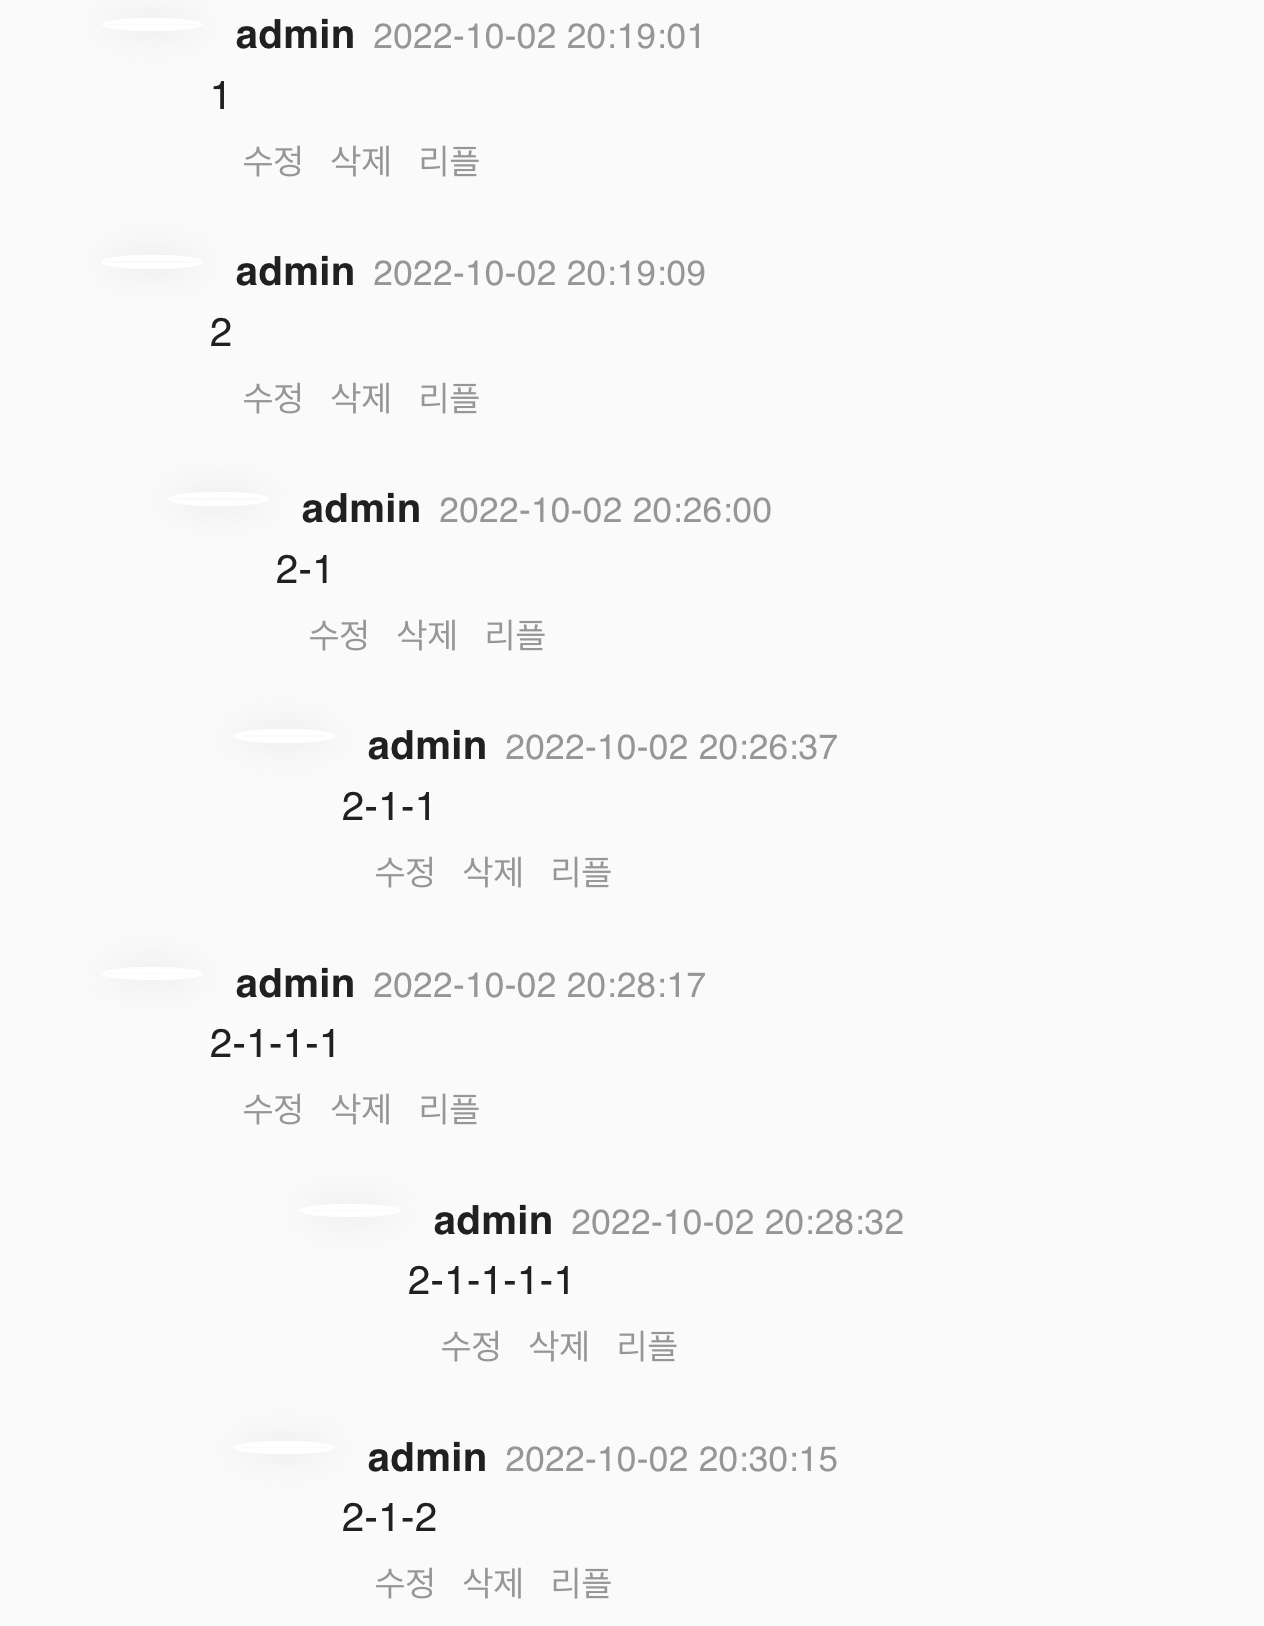 admin 2022-10-02 20:19:01
1
수정 삭제 리플
admin 2022-10-02 20:19:09
2
수정 삭제 리플
admin 2022-10-02 20:26:00
2-1
수정 삭제 리플
admin 2022-10-02 20:26:37
2-1-1
수정 삭제 리플
admin 2022-10-02 20:28:17
2-1-1-1
수정 삭제 리플
admin 2022-10-02 20:28:32
2-1-1-1-1
수정 삭제 리플
admin 2022-10-02 20:30:15
2-1-2
수정 삭제 리플